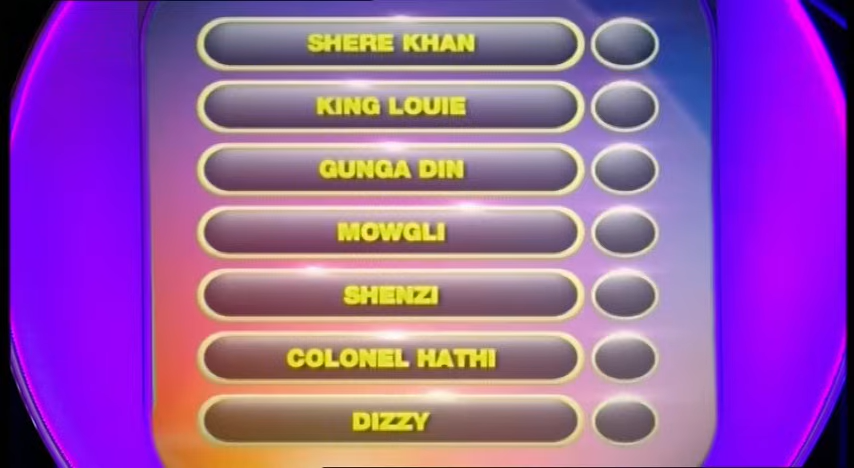 SHERE KHAN
KING LOUIE
GUNGA DIN
MOWGLI
SHENZI
COLONEL HATHI
DIZZY